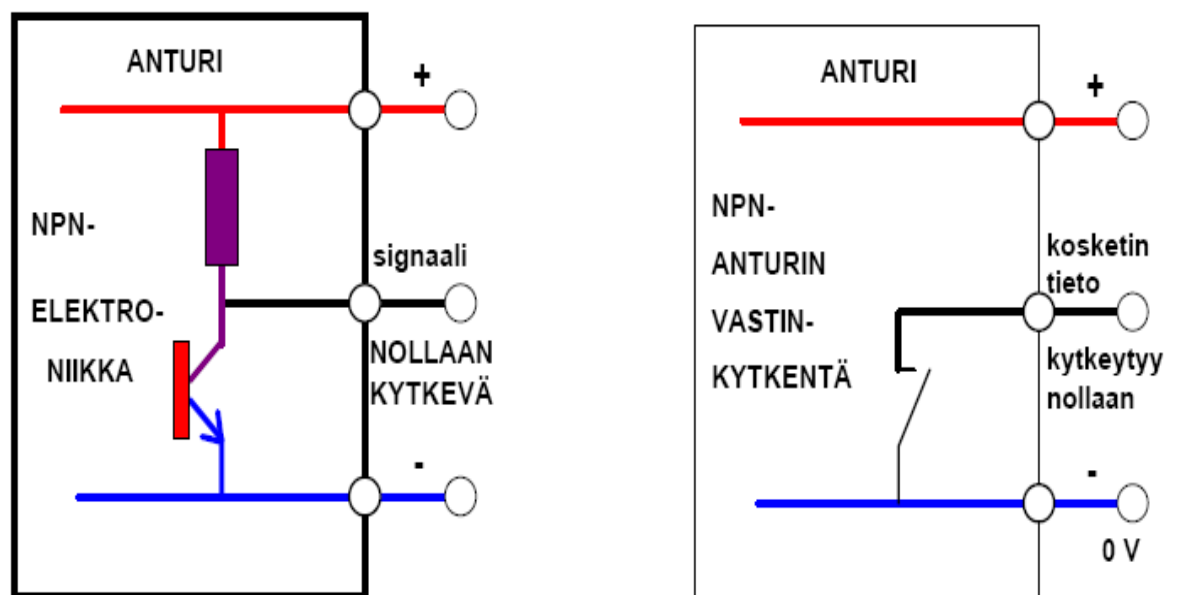 ANTURI
+
NPN-
ELEKTRO-
NIIKKA
signaali
NOLLAAN
KYTKEVÄ
-
ANTURI
+
NPN-
ANTURIN
VASTIN-
KYTKENTÄ
kosketin
tieto
kytkeytyy
nollaan
-
0 V